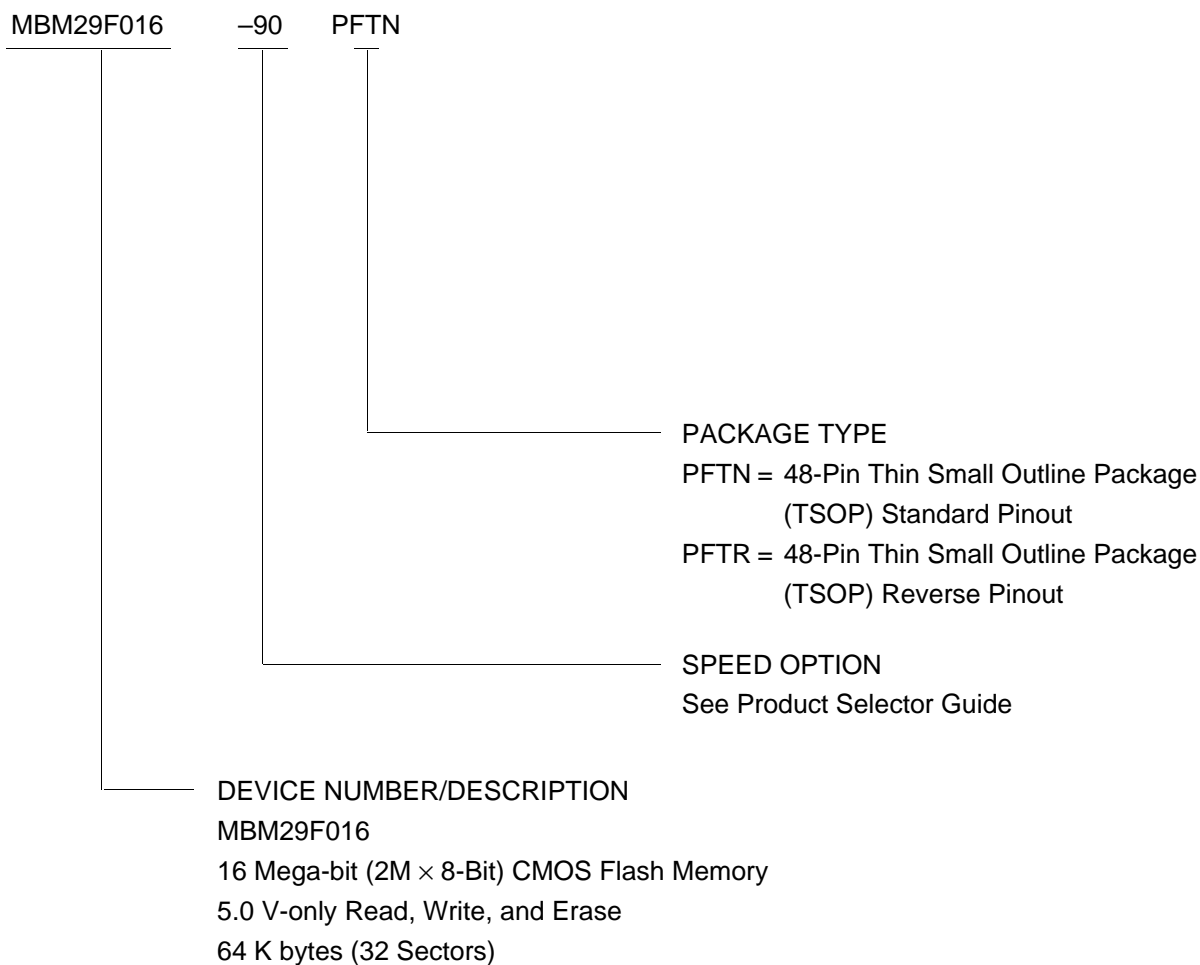 MBM29F016 –90 PFTN
PACKAGE TYPE
PFTN = 48-Pin Thin Small Outline Package
(TSOP) Standard Pinout
PFTR = 48-Pin Thin Small Outline Package
(TSOP) Reverse Pinout
SPEED OPTION
See Product Selector Guide
DEVICE NUMBER/DESCRIPTION
MBM29F016
16 Mega-bit (2M × 8-Bit) CMOS Flash Memory
5.0 V-only Read, Write, and Erase
64 K bytes (32 Sectors)